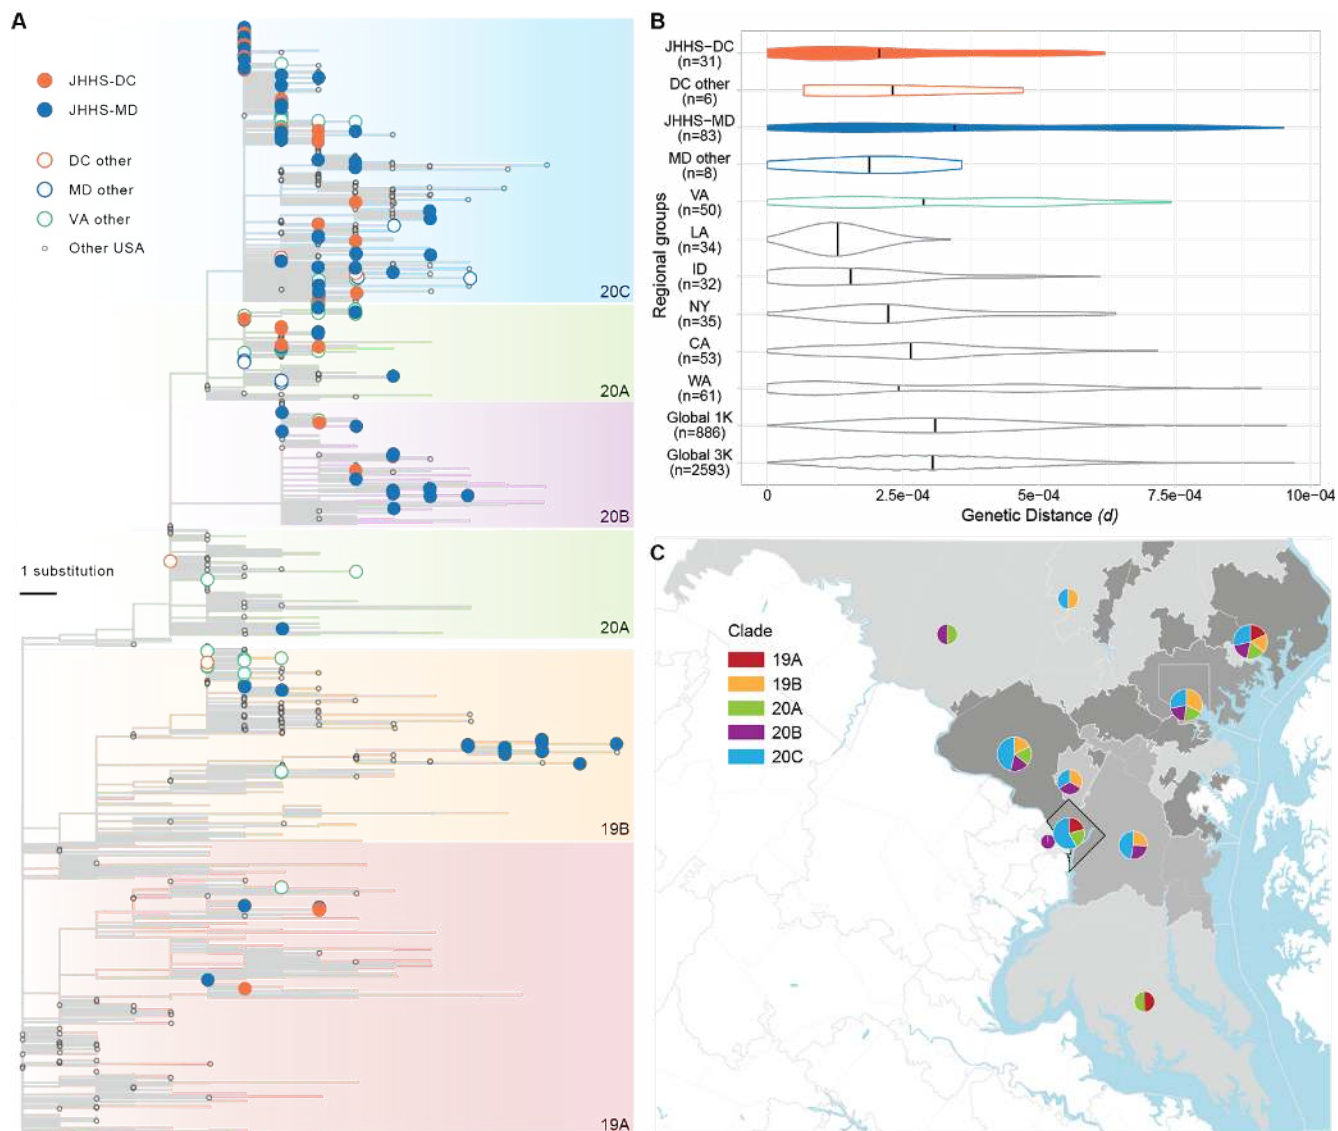 A
JHHS-DC
JHHS-MD
DC other
MD other
VA other
Other USA
20C
20A
20B
1 substitution
20A
19B
19A
B
Regional groups
JHHS−DC
(n=31)
DC other
(n=6)
JHHS−MD
(n=83)
MD other
(n=8)
VA
(n=50)
LA
(n=34)
ID
(n=32)
NY
(n=35)
CA
(n=53)
WA
(n=61)
Global 1K
(n=886)
Global 3K
(n=2593)
0 2.5e−04 5e−04 7.5e−04 10e−04
Genetic Distance (d)
C
Clade
19A
19B
20A
20B
20C